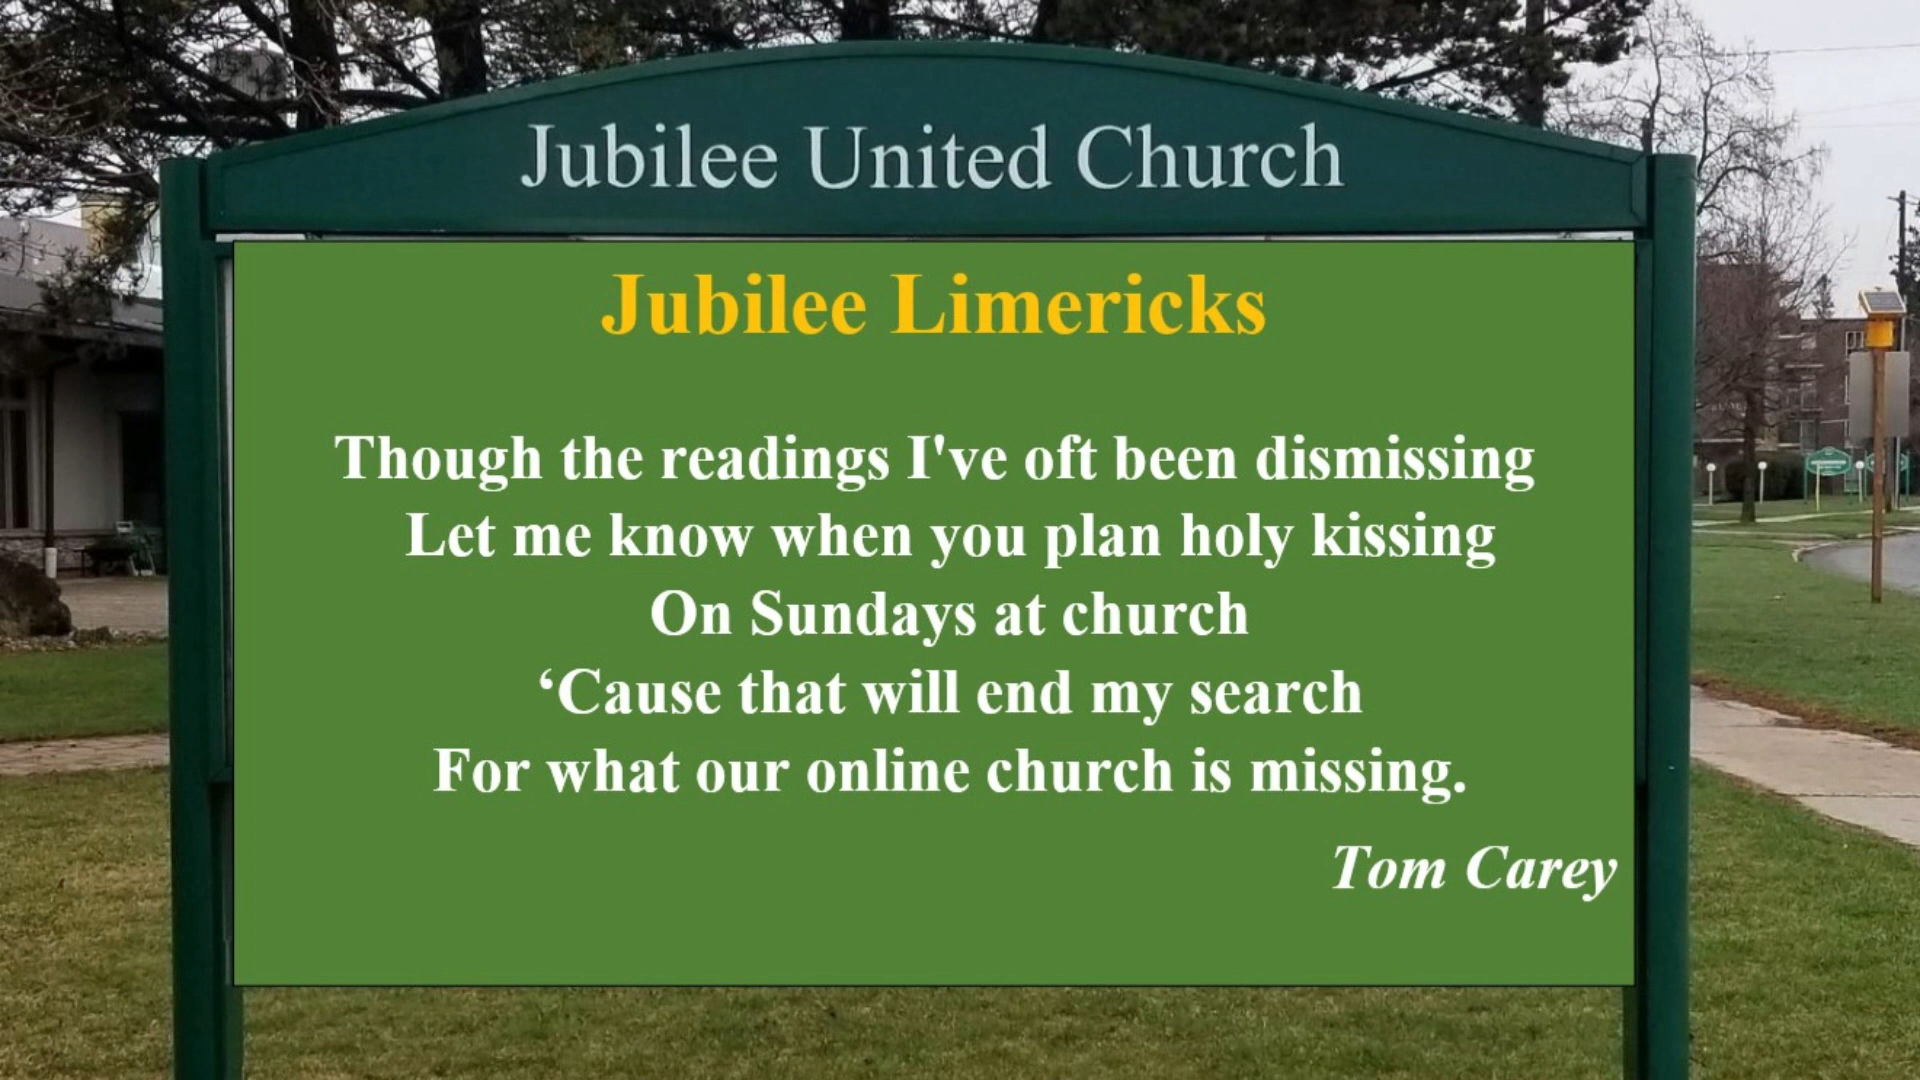 Jubilee United Church
Jubilee Limericks
Though the readings I've oft been dismissing
Let me know when you plan holy kissing
On Sundays at church
‘Cause that will end my search
For what our online church is missing.
Tom Carey